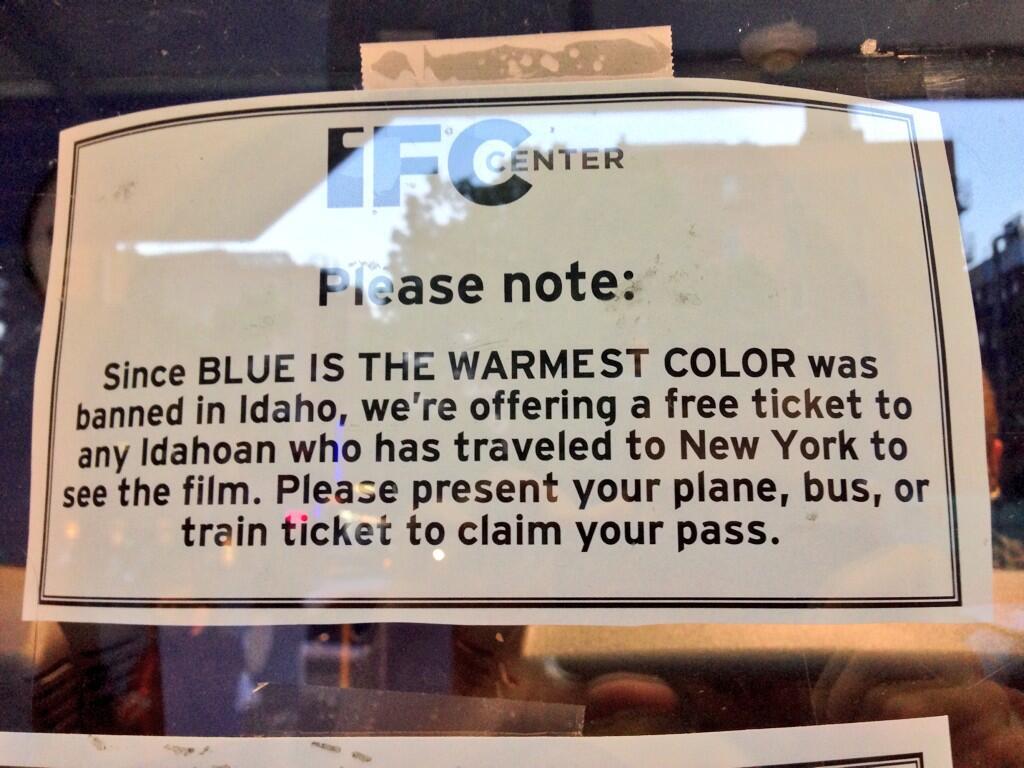 IFC CENTER
Please note:
Since BLUE IS THE WARMEST COLOR was
banned in Idaho, we're offering a free ticket to
any Idahoan who has traveled to New York to
see the film. Please present your plane, bus, or
train ticket to claim your pass.